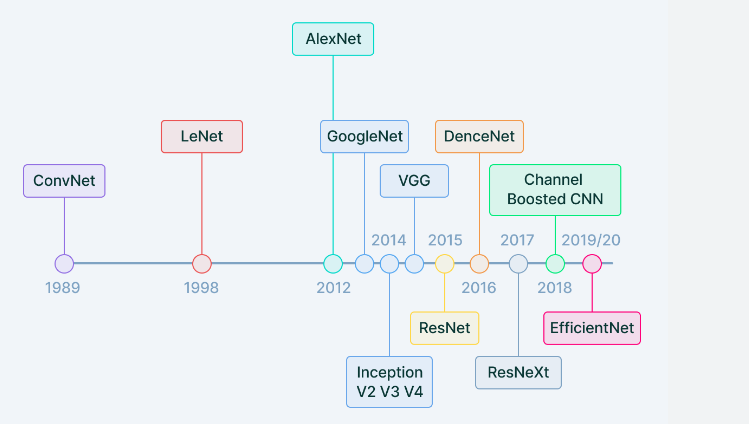 AlexNet
LeNet
GoogleNet
DenceNet
ConvNet
VGG
Channel
Boosted CNN
2014
2015
2017
2019/20
1989
1998
2012
2016
2018
ResNet
EfficientNet
Inception
V2 V3 V4
ResNeXt